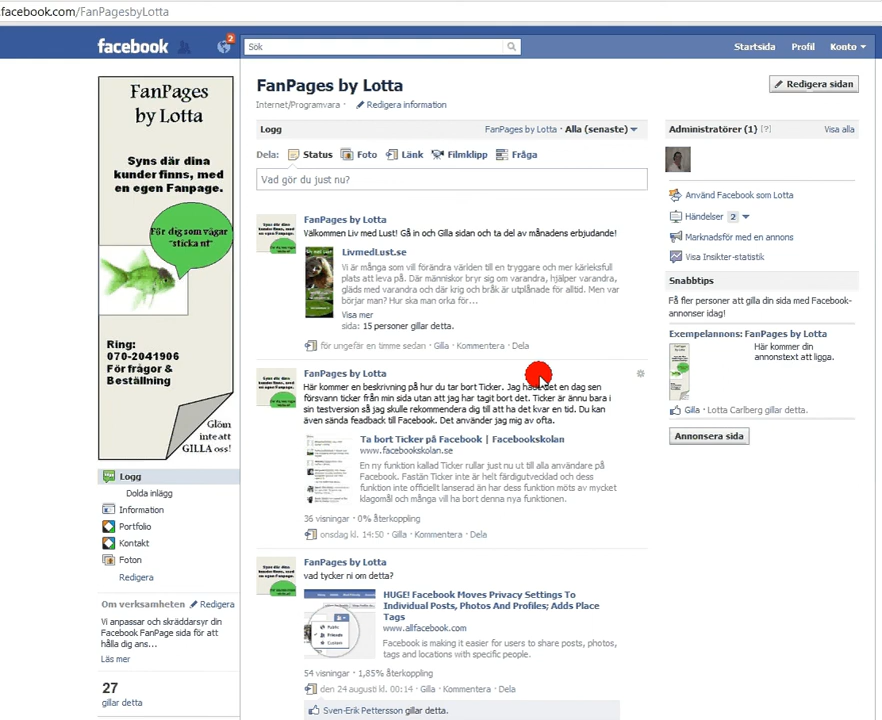 facebook.com/FanPagesbyLotta
facebook
2
Sök
Startsida
Profil
Konto
FanPages
by Lotta
Syns där dina
kunder finns, med
en egen Fanpage.
För dig som vågar
"sticka ut"
Ring:
070-2041906
För frågor &
Beställning
Glöm
inte att
GILLA oss!
Logg
Dolda inlägg
Information
Portfolio
Kontakt
Foton
Redigera
Om verksamheten
Redigera
Vi anpassar och skräddarsyr din
Facebook FanPage sida för att
hålla dig ans...
Läs mer
27
gillar detta
FanPages by Lotta
Internet/Programvara · Redigera information
Logg
FanPages by Lotta · Alla (senaste)
Dela: Status Foto Länk Filmklipp Fråga
Vad gör du just nu?
FanPages by Lotta
Välkommen Liv med Lust! Gå in och Gilla sidan och ta del av månadens erbjudande!
LivmedLust.se
Vi är många som vill förändra världen till en tryggare och mer kärleksfull
plats att leva på. Där människor bryr sig om varandra, hjälper varandra,
gläds med varandra och där krig och bråk är utplånade för alltid. Men var
börjar man? Hur ska man orka för...
Visa mer
sida: 15 personer gillar detta.
för ungefär en timme sedan · Gilla · Kommentera · Dela
FanPages by Lotta
Här kommer en beskrivning på hur du tar bort Ticker. Jag hade det en dag sen
försvann ticker från min sida utan att jag har tagit bort det. Ticker är ännu bara i
sin testversion så jag skulle rekommendera dig till att ha det kvar en tid. Du kan
även sända feadback till Facebook. Det använder jag mig av ofta.
Ta bort Ticker på Facebook | Facebookskolan
www.facebookskolan.se
En ny funktion kallad Ticker rullar just nu ut till alla användare på
Facebook. Fastän Ticker inte är helt färdigutvecklad och dess
funktion inte officiellt lanserad än har dess funktion möts av mycket
klagomål och många vill ha bort denna nya funktionen.
36 visningar · 0% återkoppling
onsdag kl. 14:50 · Gilla · Kommentera · Dela
FanPages by Lotta
vad tycker ni om detta?
HUGE! Facebook Moves Privacy Settings To
Individual Posts, Photos And Profiles; Adds Place
Tags
www.allfacebook.com
Facebook is making it easier for users to share posts, photos,
tags and locations with specific people.
Public
Friends
Custom
54 visningar · 1,85% återkoppling
den 24 augusti kl. 00:14 · Gilla · Kommentera · Dela
Sven-Erik Pettersson gillar detta.
Redigera sidan
Administratörer (1) [?]
Visa alla
Använd Facebook som Lotta
Händelser 2
Marknadsför med en annons
Visa Insikter-statistik
Snabbtips
Få fler personer att gilla din sida med Facebook-
annonser idag!
Exempelannons: FanPages by Lotta
Här kommer din
annonstext att ligga.
Gilla · Lotta Carlberg gillar detta.
Annonsera sida